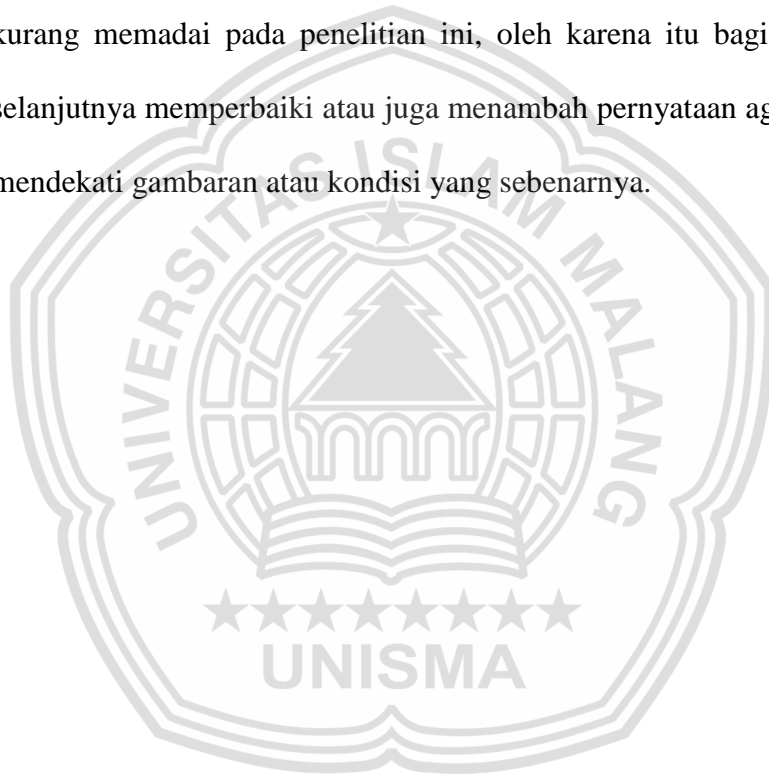 kurang memadai pada penelitian ini, oleh karena itu bagi
selanjutnya memperbaiki atau juga menambah pernyataan ag
mendekati gambaran atau kondisi yang sebenarnya.
UNIVERSITAS ISLAM MALANG
UNISMA